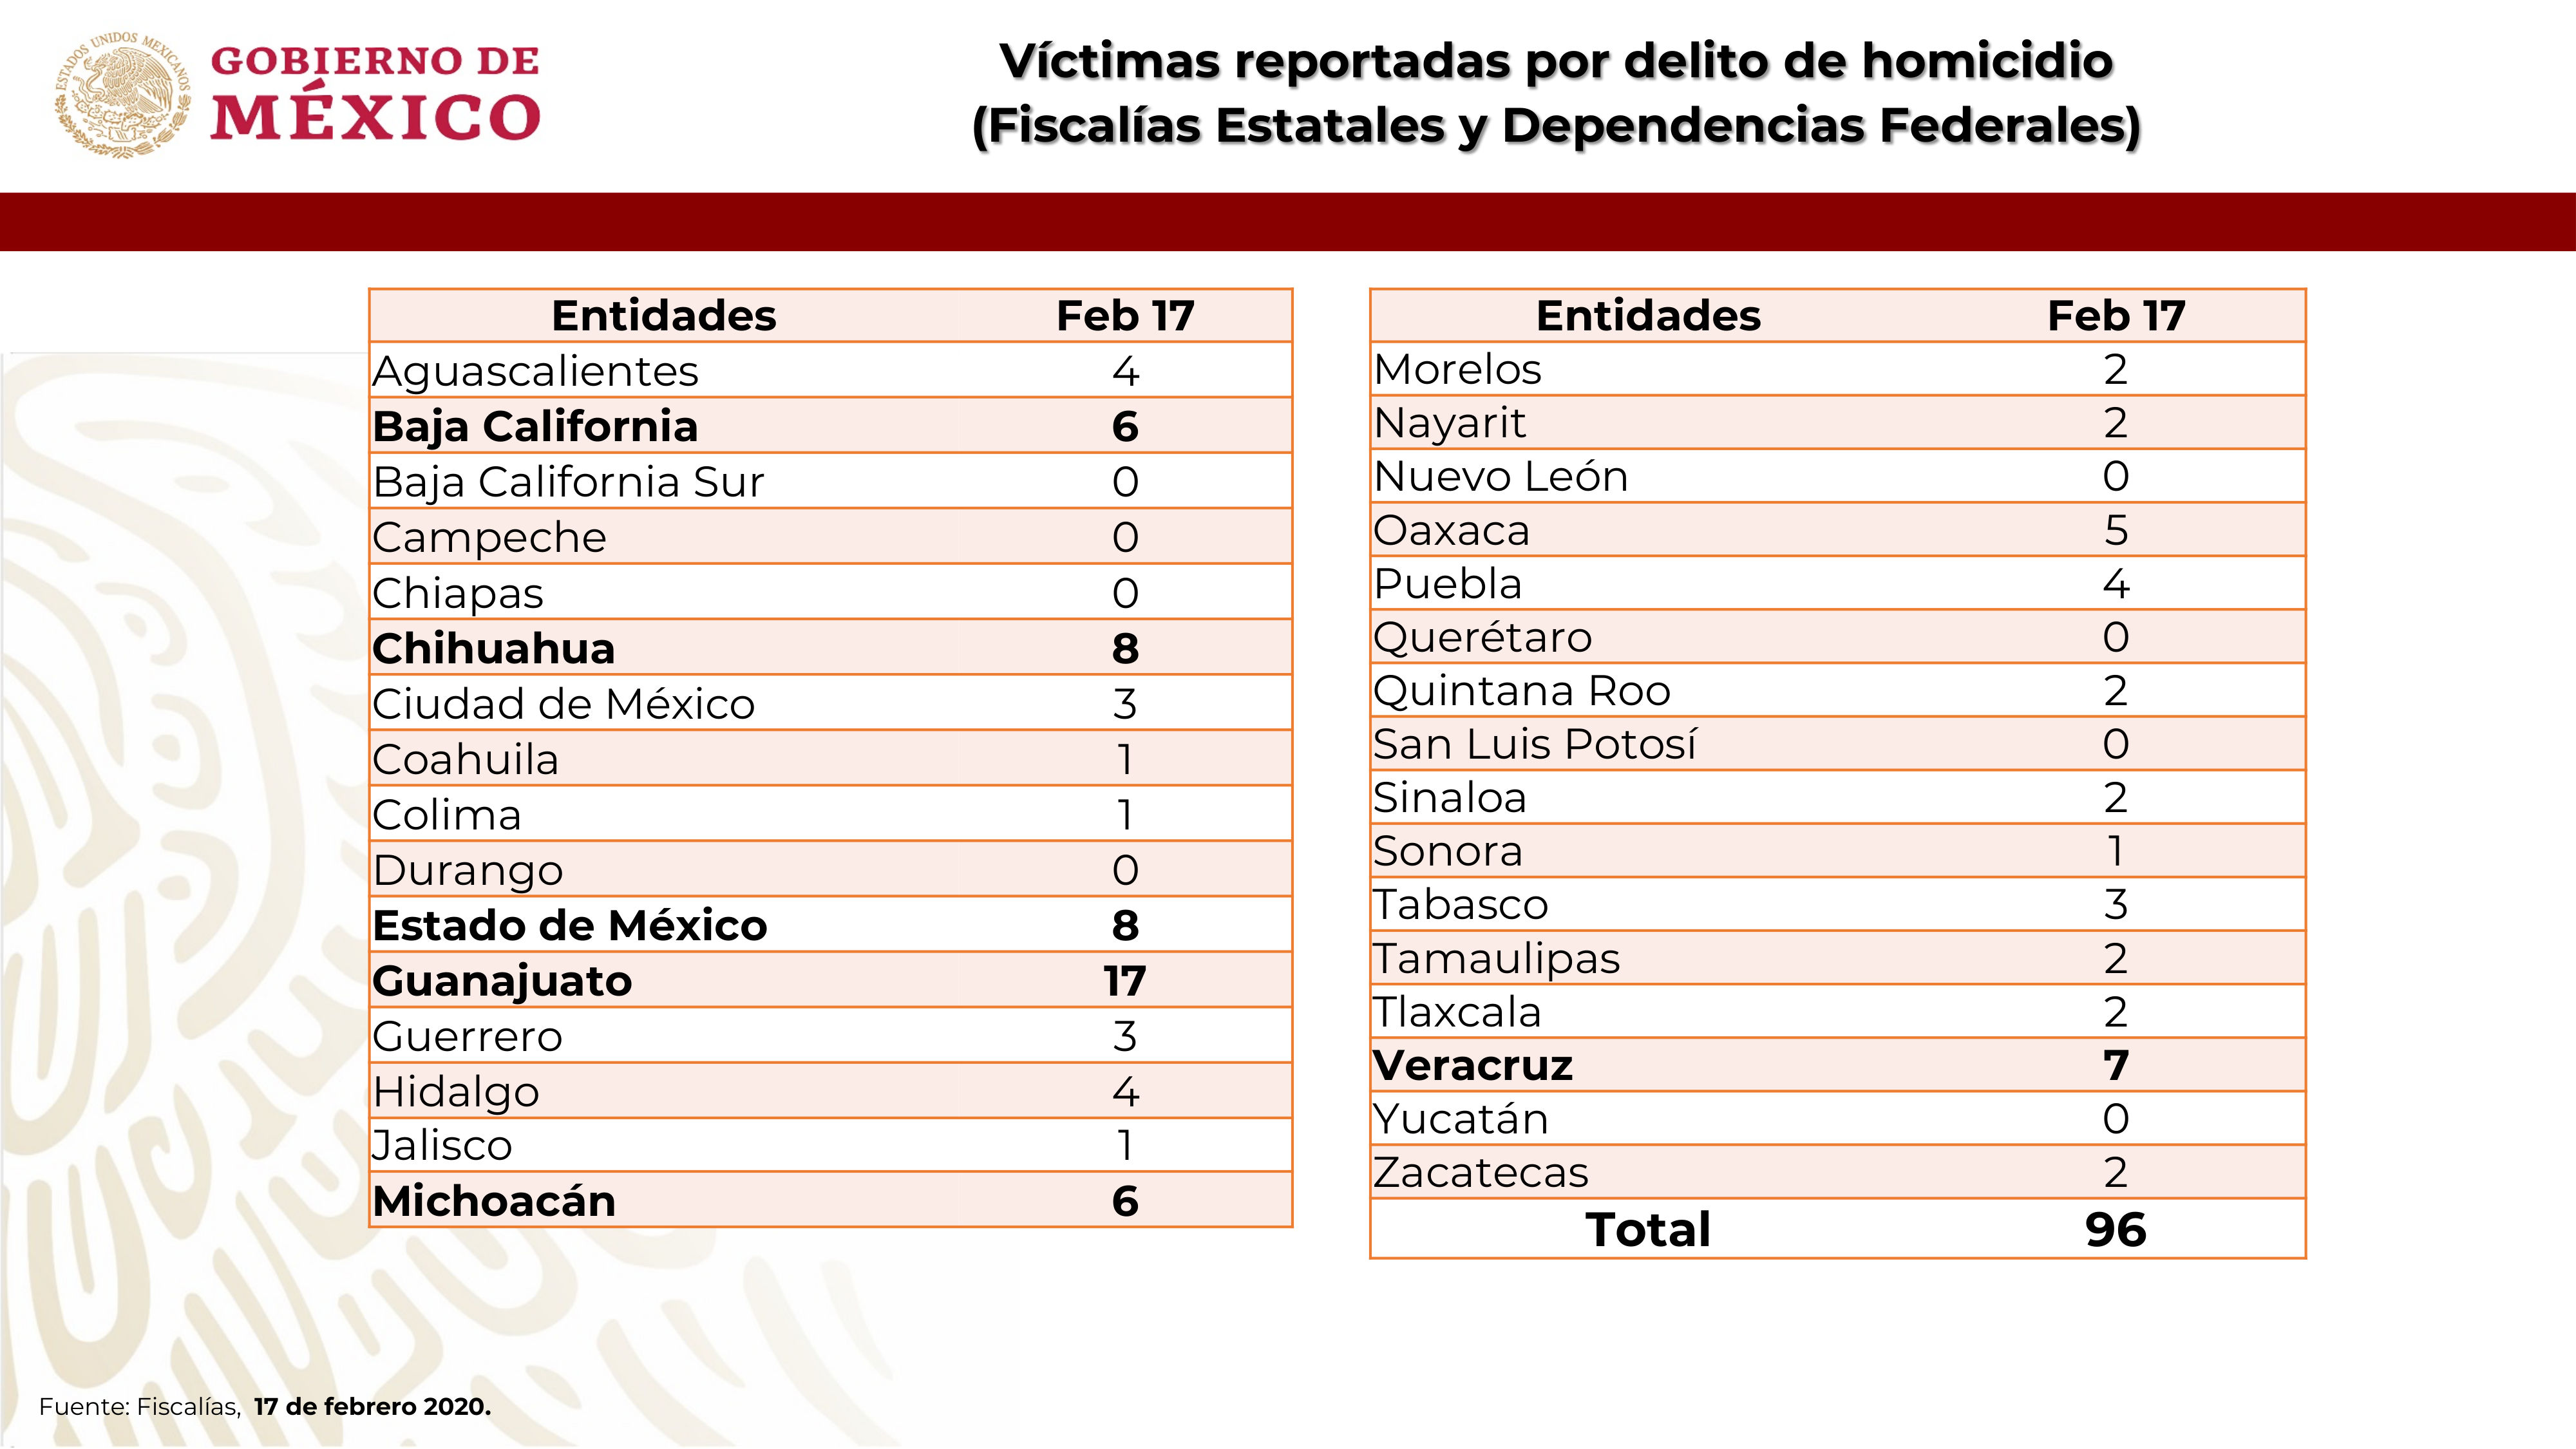 ESTADOS UNIDOS MEXICANOS
GOBIERNO DE
MÉXICO
Víctimas reportadas por delito de homicidio
(Fiscalías Estatales y Dependencias Federales)
Entidades Feb 17
Aguascalientes 4
Baja California 6
Baja California Sur 0
Campeche 0
Chiapas 0
Chihuahua 8
Ciudad de México 3
Coahuila 1
Colima 1
Durango 0
Estado de México 8
Guanajuato 17
Guerrero 3
Hidalgo 4
Jalisco 1
Michoacán 6
Entidades Feb 17
Morelos 2
Nayarit 2
Nuevo León 0
Oaxaca 5
Puebla 4
Querétaro 0
Quintana Roo 2
San Luis Potosí 0
Sinaloa 2
Sonora 1
Tabasco 3
Tamaulipas 2
Tlaxcala 2
Veracruz 7
Yucatán 0
Zacatecas 2
Total 96
Fuente: Fiscalías, 17 de febrero 2020.